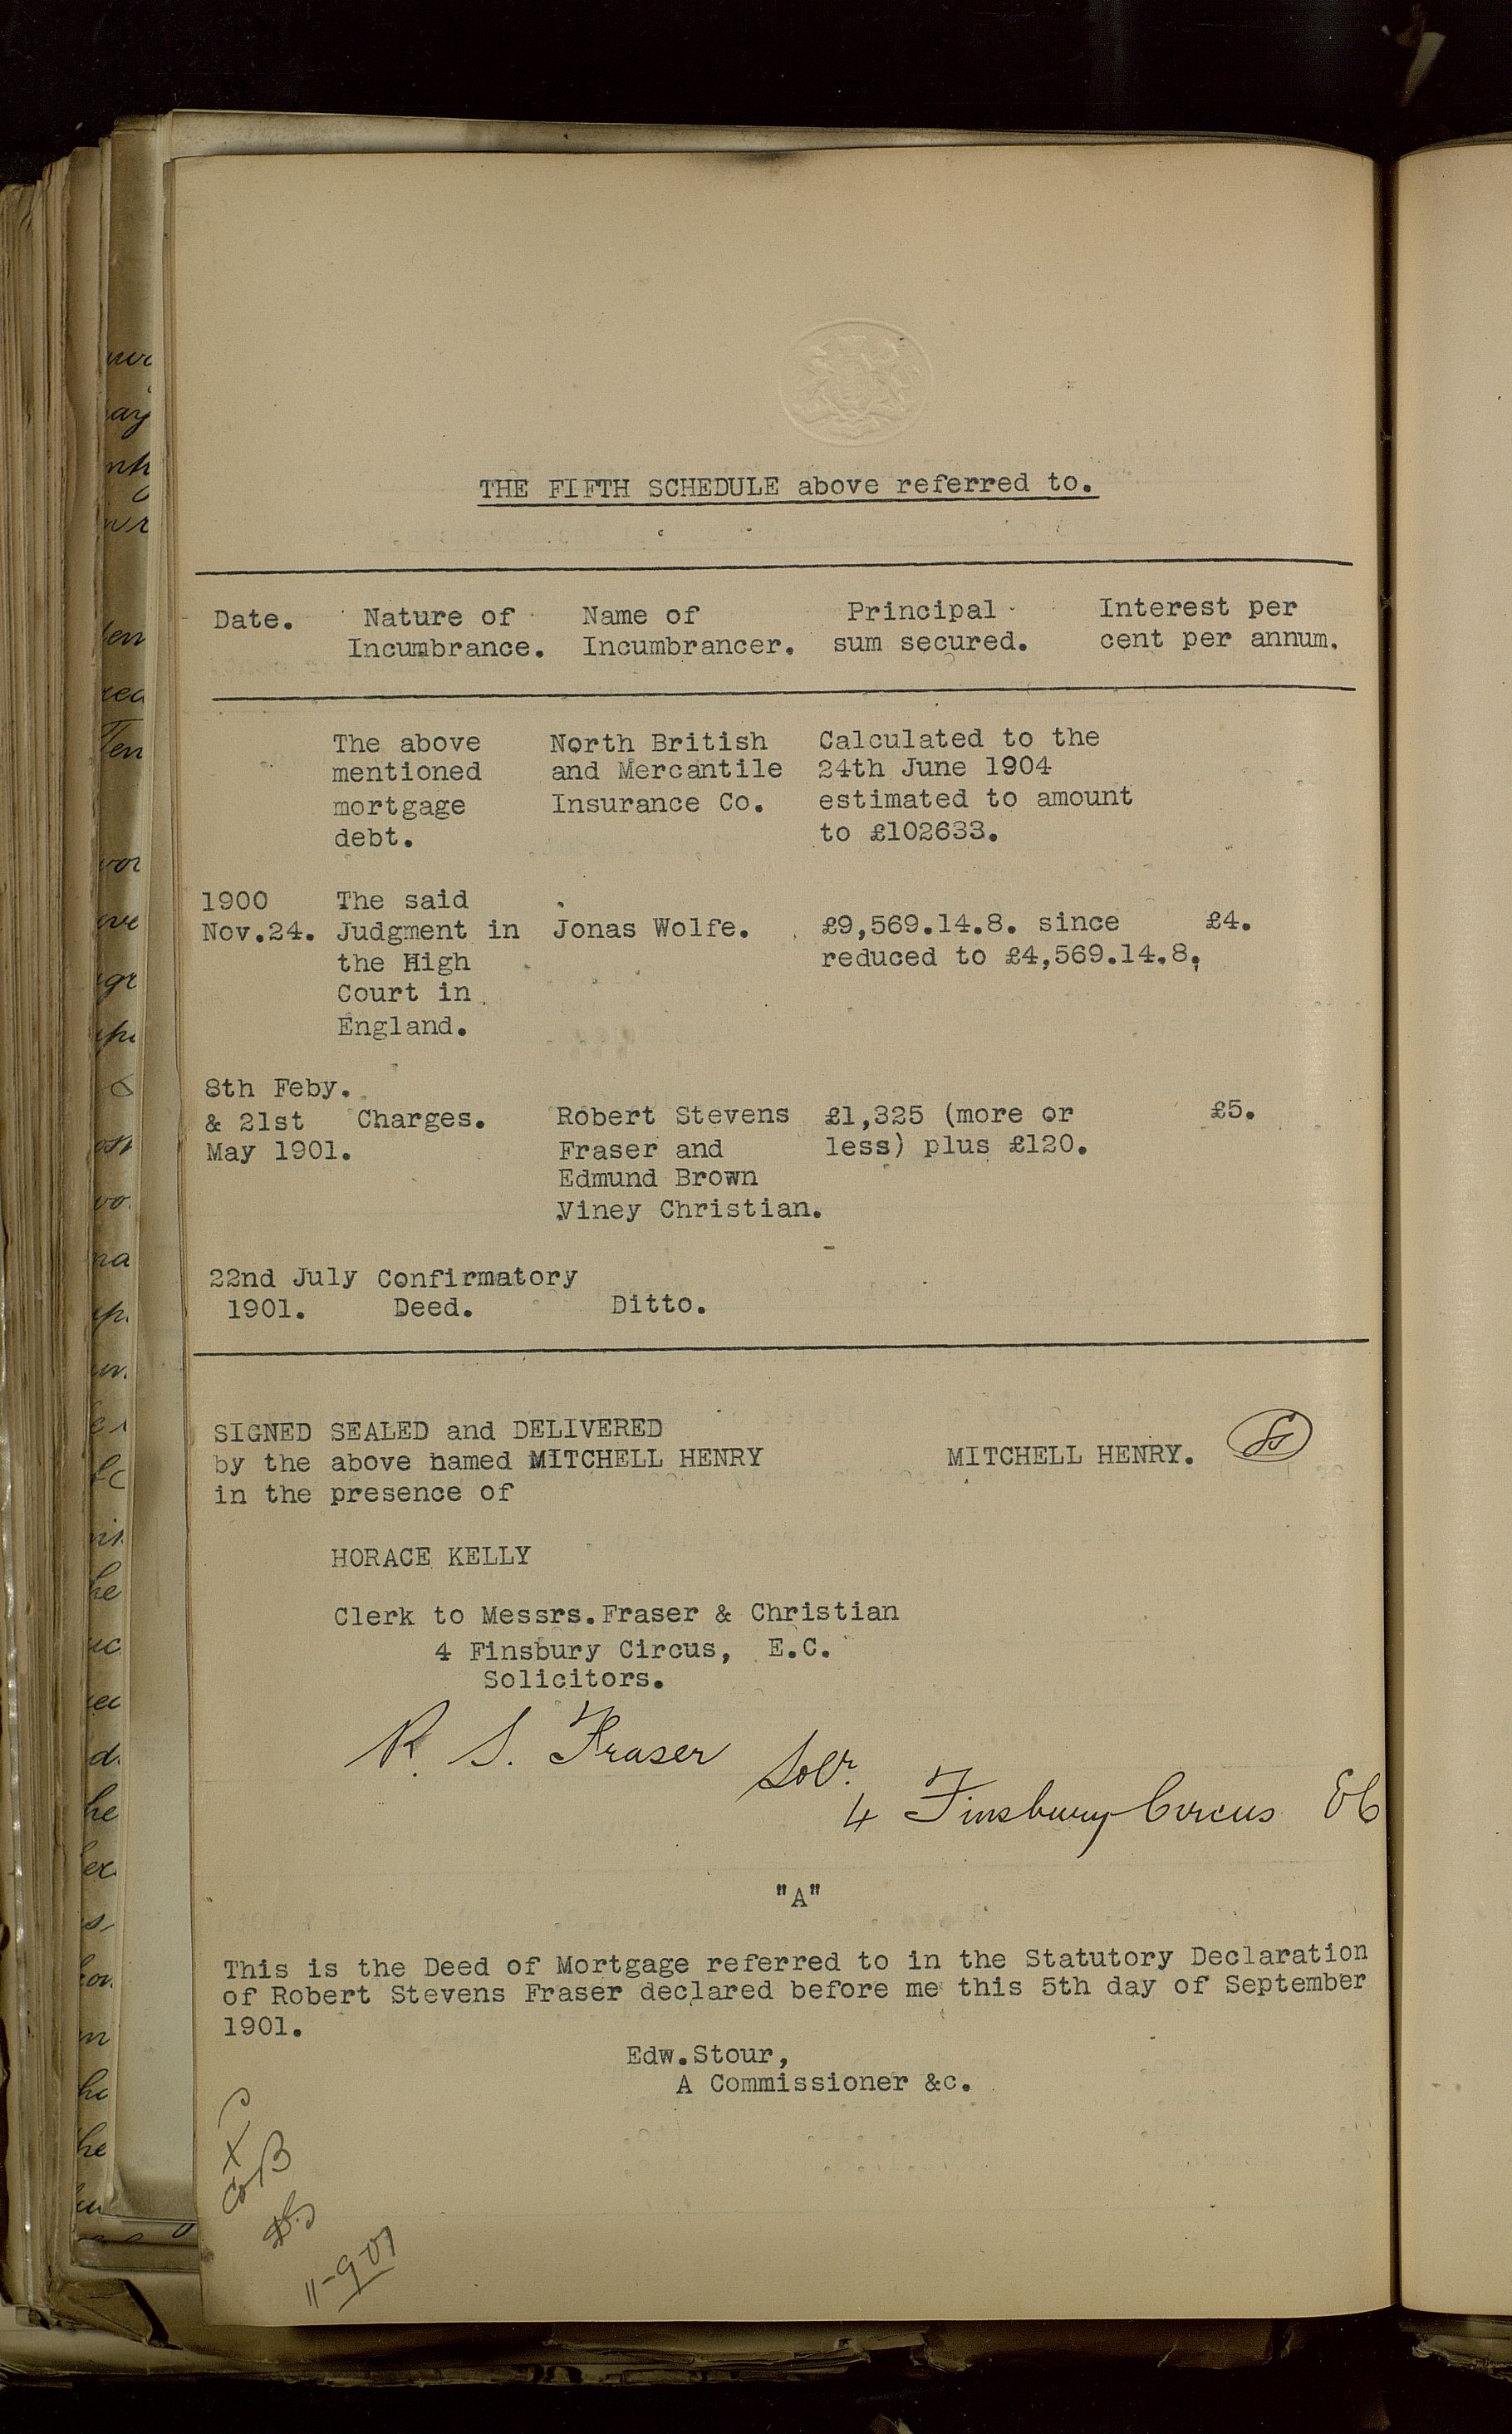 THE FIFTH SCHEDULE above referred to.
Date. Nature of Name of Principal Interest per
Incumbrance. Incumbrancer. sum secured. cent per annum.
The above North British Calculated to the
mentioned and Mercantile 24th June 1904
mortgage Insurance Co. estimated to amount
debt. to £102633.
1900 The said
Nov.24. Judgment in Jonas Wolfe. £9,569.14.8. since £4.
the High reduced to £4,569.14.8.
Court in
England.
8th Feby.
& 21st Charges. Robert Stevens £1,325 (more or £5.
May 1901. Fraser and less) plus £120.
Edmund Brown
Viney Christian.
22nd July Confirmatory
1901. Deed. Ditto.
SIGNED SEALED and DELIVERED
by the above named MITCHELL HENRY MITCHELL HENRY.
in the presence of
HORACE KELLY
Clerk to Messrs.Fraser & Christian
4 Finsbury Circus, E.C.
Solicitors.
R. S. Fraser Solr.
4 Finsbury Circus EC
"A"
This is the Deed of Mortgage referred to in the Statutory Declaration
of Robert Stevens Fraser declared before me this 5th day of September
1901.
Edw.Stour,
A Commissioner &c.
11-9-01